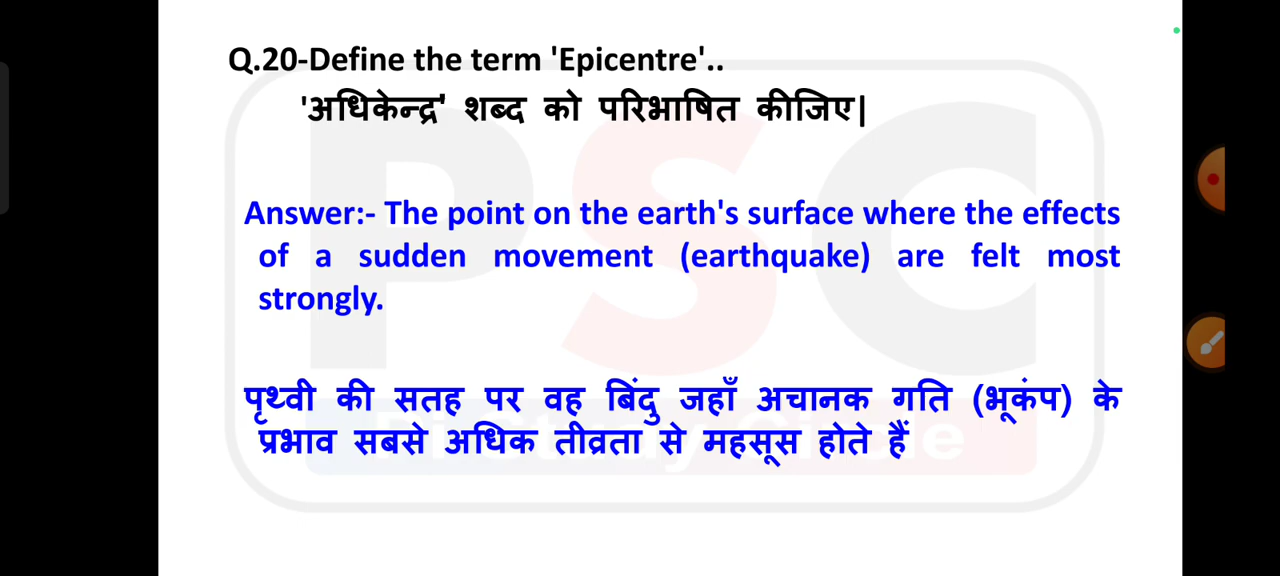 Q.20-Define the term 'Epicentre'..
'अधिकेन्द्र' शब्द को परिभाषित कीजिए|
PSC
Answer:- The point on the earth's surface where the effects
of a sudden movement (earthquake) are felt most
strongly.
पृथ्वी की सतह पर वह बिंदु जहाँ अचानक गति (भूकंप) के
प्रभाव सबसे अधिक तीव्रता से महसूस होते हैं